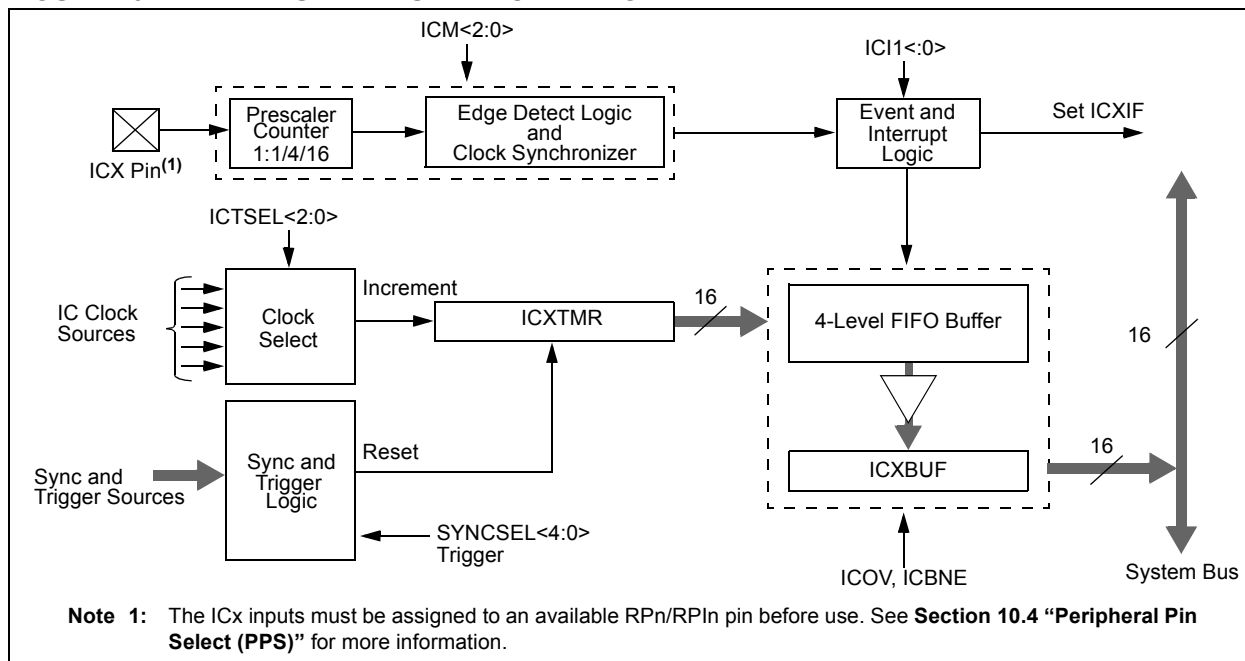 ICM<2:0>
ICI1<:0>
Prescaler
Counter
1:1/4/16
Edge Detect Logic
and
Clock Synchronizer
Event and
Interrupt
Logic
Set ICXIF
ICX Pin(1)
ICTSEL<2:0>
IC Clock
Sources
Clock
Select
Increment
ICXTMR
16
4-Level FIFO Buffer
16
Sync and
Trigger Sources
Sync and
Trigger
Logic
Reset
ICXBUF
16
SYNCSEL<4:0>
Trigger
ICOV, ICBNE
System Bus
Note 1: The ICx inputs must be assigned to an available RPn/RPIn pin before use. See Section 10.4 “Peripheral Pin
Select (PPS)” for more information.